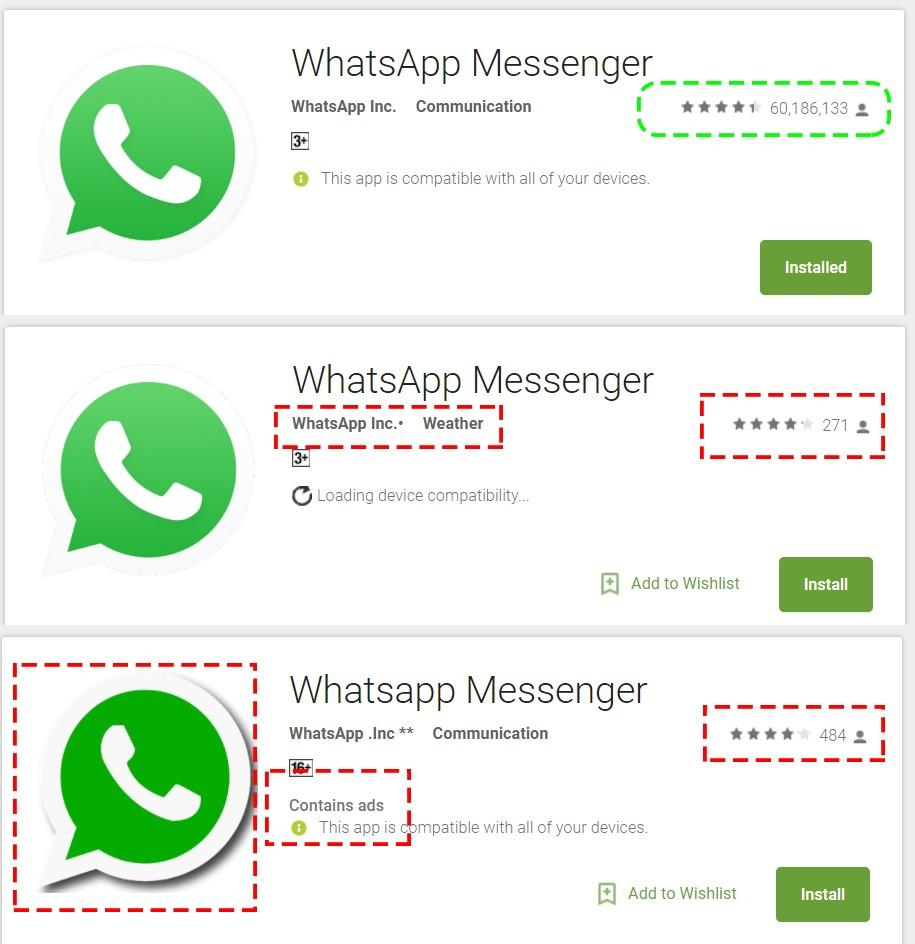 WhatsApp Messenger
WhatsApp Inc. Communication 60,186,133
3+
This app is compatible with all of your devices.
Installed
WhatsApp Messenger
WhatsApp Inc.• Weather 271
3+
Loading device compatibility...
Add to Wishlist Install
Whatsapp Messenger
WhatsApp .Inc ** Communication 484
16+
Contains ads
This app is compatible with all of your devices.
Add to Wishlist Install